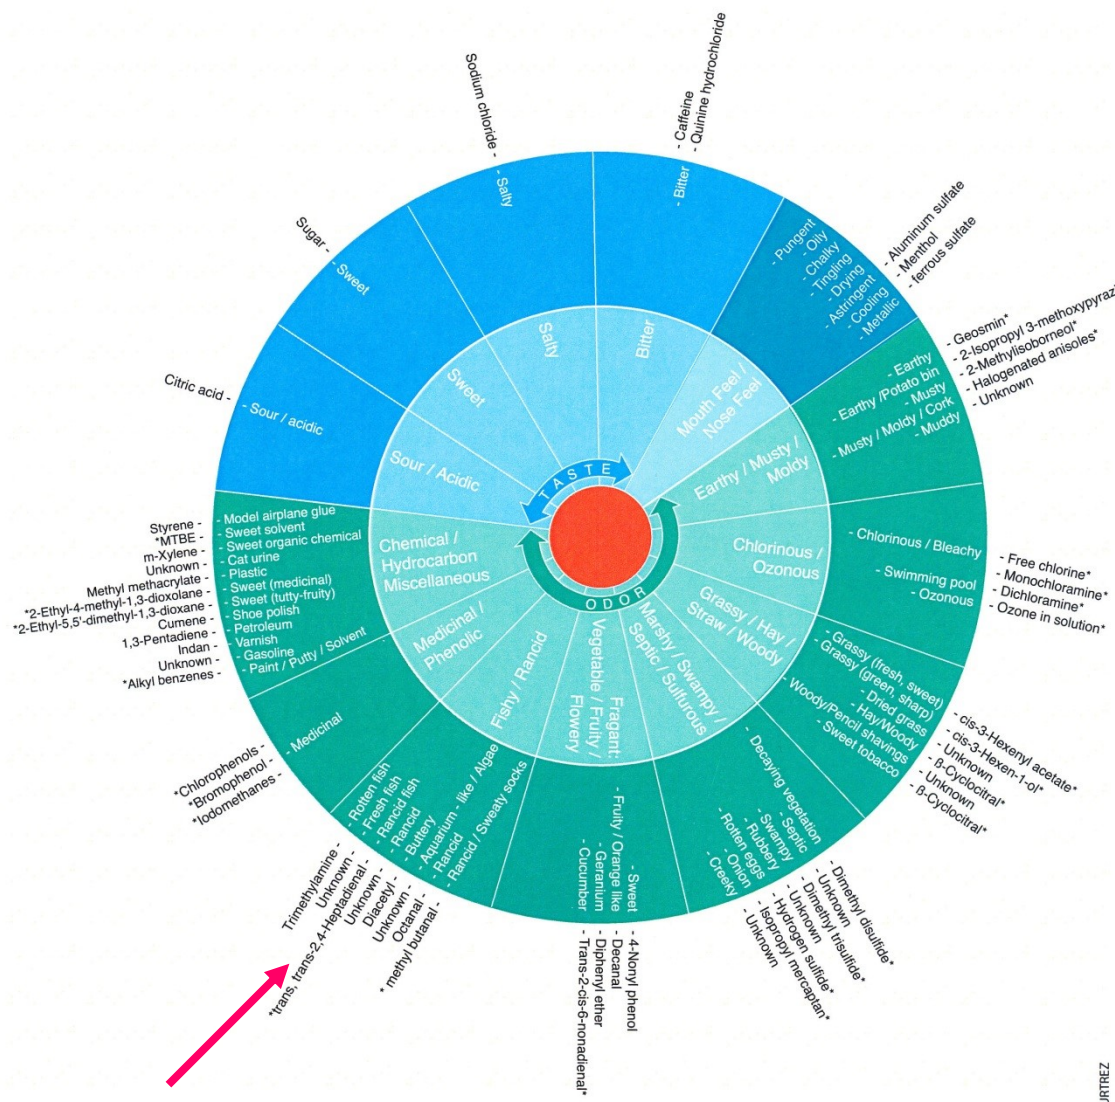 Sodium chloride -
- Salty
Salty
- Caffeine
- Quinine hydrochloride
- Bitter
Bitter
- Aluminum sulfate
- Menthol
- ferrous sulfate
- Pungent
- Oily
- Chalky
- Tingling
- Drying
- Astringent
- Cooling
- Metallic
Mouth Feel /
Nose Feel
- Geosmin*
- 2-Isopropyl 3-methoxypyraz
- 2-Methylisoborneol*
- Halogenated anisoles*
- Unknown
- Earthy
- Earthy /Potato bin
- Musty
- Musty / Moldy / Cork
- Muddy
Earthy / Musty /
Moldy
- Chlorinous / Bleachy
- Swimming pool
- Ozonous
Chlorinous /
Ozonous
- Free chlorine*
- Monochloramine*
- Dichloramine*
- Ozone in solution*
- Grassy (fresh, sweet)
- Grassy (green, sharp)
- Dried grass
- Hay/Woody
- Woody/Pencil shavings
- Sweet tobacco
Grassy / Hay /
Straw / Woody
- cis-3-Hexenyl acetate*
- cis-3-Hexen-1-ol*
- Unknown
- β-Cyclocitral*
- Unknown
- β-Cyclocitral*
- Decaying vegetation
- Septic
- Swampy
- Rubbery
- Rotten eggs
- Onion
- Creeky
Marshy / Swampy /
Septic / Sulfurous
- Dimethyl disulfide*
- Unknown
- Dimethyl trisulfide*
- Unknown
- Hydrogen sulfide*
- Isopropyl mercaptan*
- Unknown
- Sweet
- Fruity / Orange like
- Geranium
- Cucumber
Fragant:
Vegetable / Fruity /
Flowery
- 4-Nonyl phenol
- Decanal
- Diphenyl ether
- Trans-2-cis-6-nonadienal*
- Rotten fish
- Fresh fish
- Rancid fish
- Rancid
- Buttery
- Aquarium - like / Algae
- Rancid
- Rancid / Sweaty socks
Fishy / Rancid
Trimethylamine -
Unknown -
*trans, trans-2,4-Heptadienal -
Unknown -
Diacetyl -
Unknown -
Octanal -
* methyl butanal -
- Medicinal
Medicinal /
Phenolic
*Chlorophenols -
*Bromophenol -
*Iodomethanes -
- Model airplane glue
- Sweet solvent
- Sweet organic chemical
- Cat urine
- Plastic
- Sweet (medicinal)
- Sweet (tutty-fruity)
- Shoe polish
- Petroleum
- Varnish
- Gasoline
- Paint / Putty / Solvent
Chemical /
Hydrocarbon
Miscellaneous
Styrene -
*MTBE -
m-Xylene -
Unknown -
Methyl methacrylate -
*2-Ethyl-4-methyl-1,3-dioxolane -
*2-Ethyl-5,5'-dimethyl-1,3-dioxane -
Cumene -
1,3-Pentadiene -
Indan -
Unknown -
*Alkyl benzenes -
Citric acid -
- Sour / acidic
Sour / Acidic
Sugar -
- Sweet
Sweet
TASTE
ODOR
URTREZ